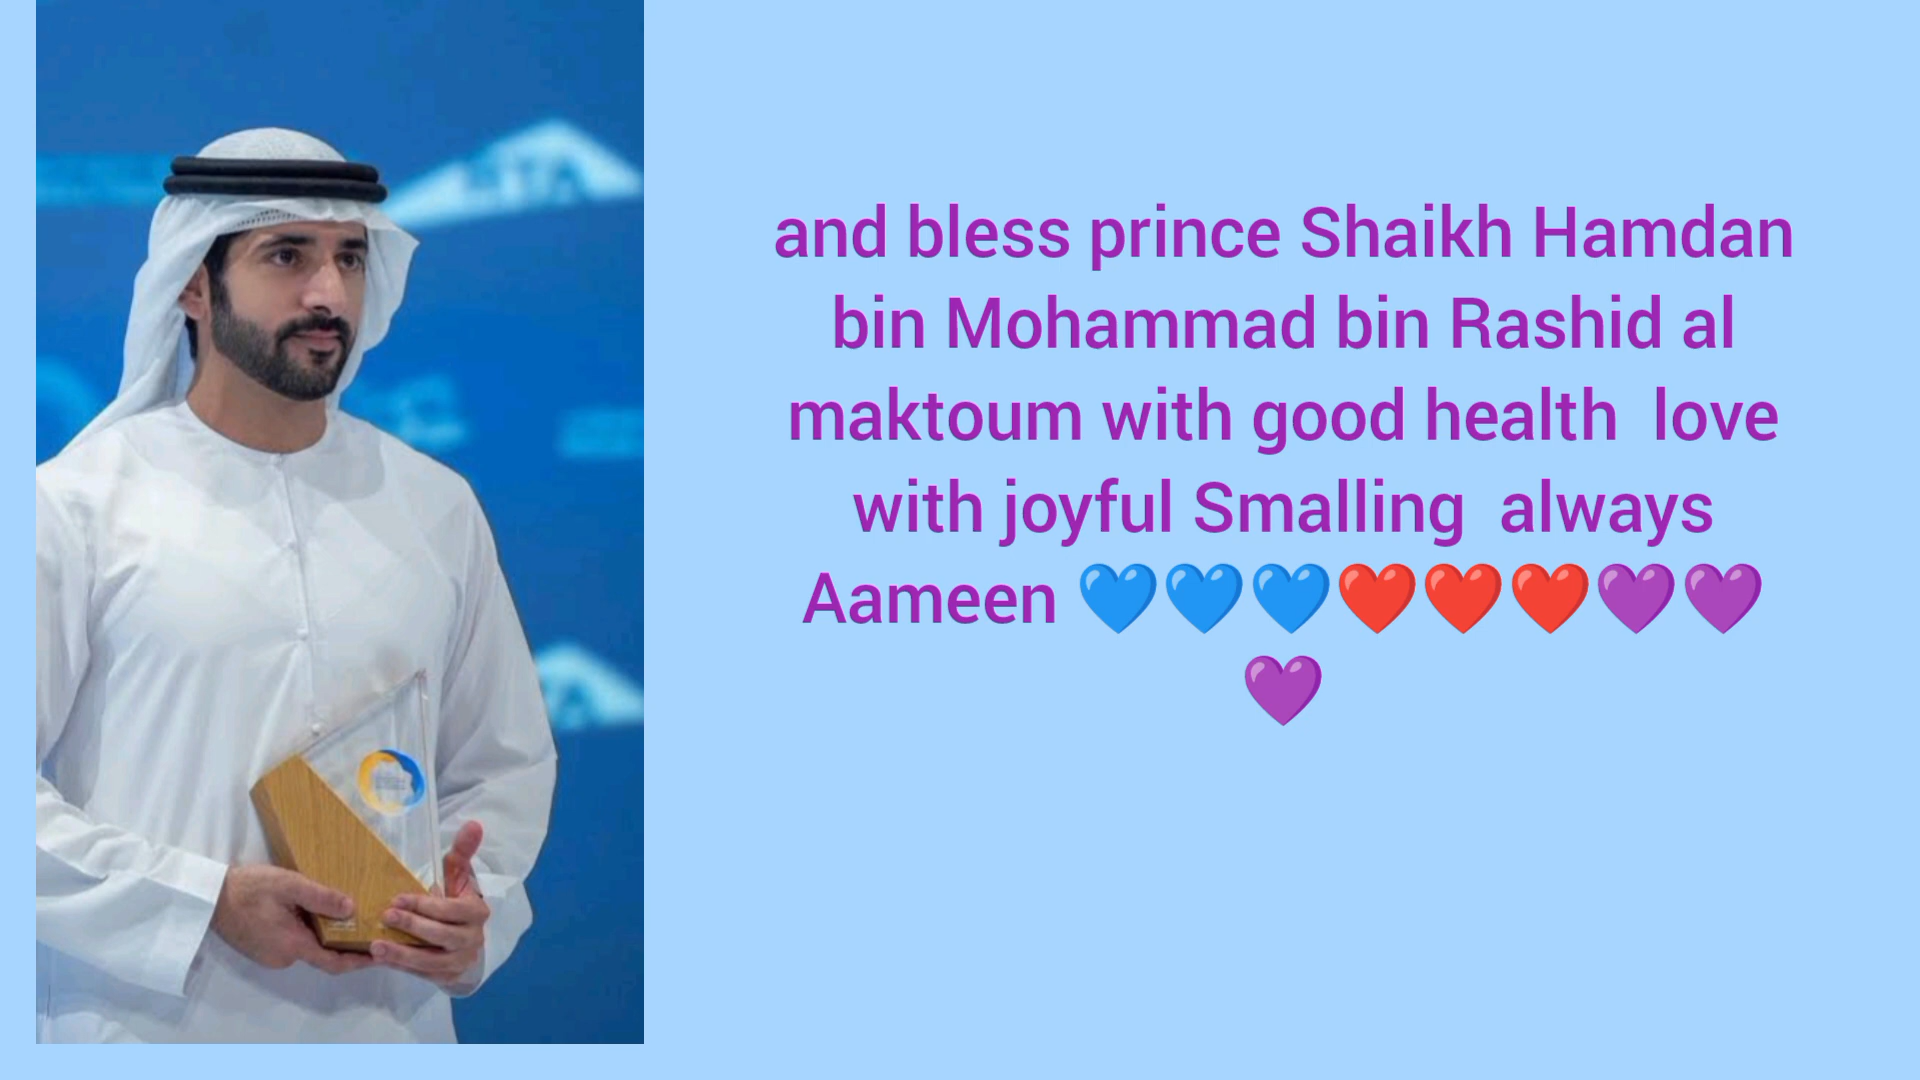 and bless prince Shaikh Hamdan
bin Mohammad bin Rashid al
maktoum with good health  love
with joyful Smalling  always
Aameen 💙💙💙❤️❤️❤️💜💜
💜